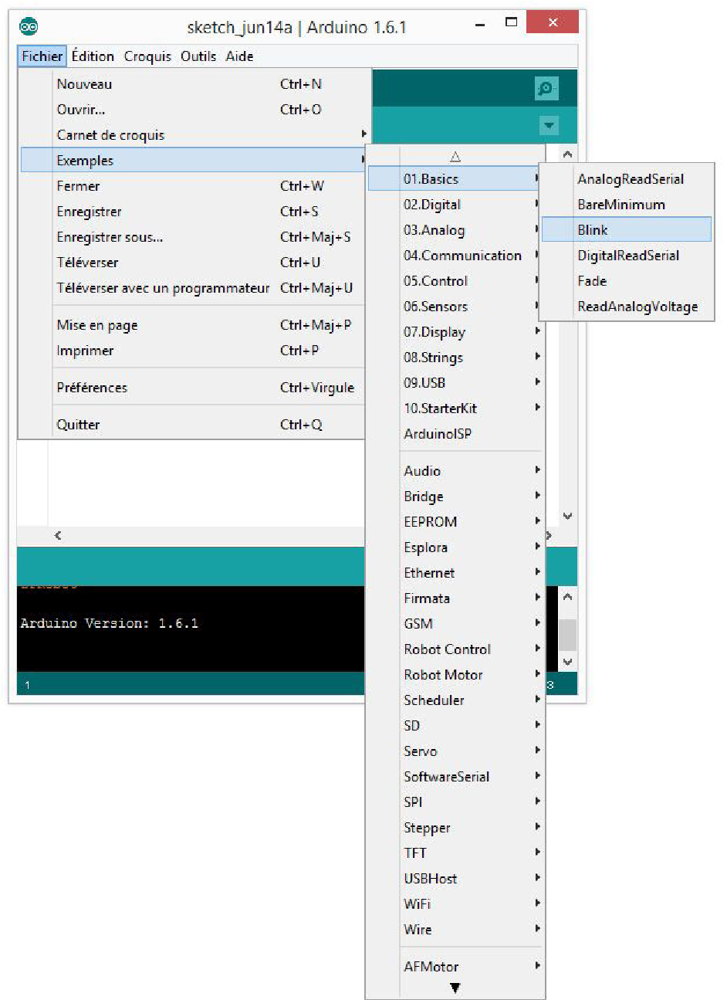 sketch_jun14a | Arduino 1.6.1
Fichier Édition Croquis Outils Aide
Nouveau Ctrl+N
Ouvrir... Ctrl+O
Carnet de croquis
Exemples
Fermer Ctrl+W
Enregistrer Ctrl+S
Enregistrer sous... Ctrl+Maj+S
Téléverser Ctrl+U
Téléverser avec un programmateur Ctrl+Maj+U
Mise en page Ctrl+Maj+P
Imprimer Ctrl+P
Préférences Ctrl+Virgule
Quitter Ctrl+Q
01.Basics
02.Digital
03.Analog
04.Communication
05.Control
06.Sensors
07.Display
08.Strings
09.USB
10.StarterKit
ArduinoISP
Audio
Bridge
EEPROM
Esplora
Ethernet
Firmata
GSM
Robot Control
Robot Motor
Scheduler
SD
Servo
SoftwareSerial
SPI
Stepper
TFT
USBHost
WiFi
Wire
AFMotor
AnalogReadSerial
BareMinimum
Blink
DigitalReadSerial
Fade
ReadAnalogVoltage
Arduino Version: 1.6.1
1
3